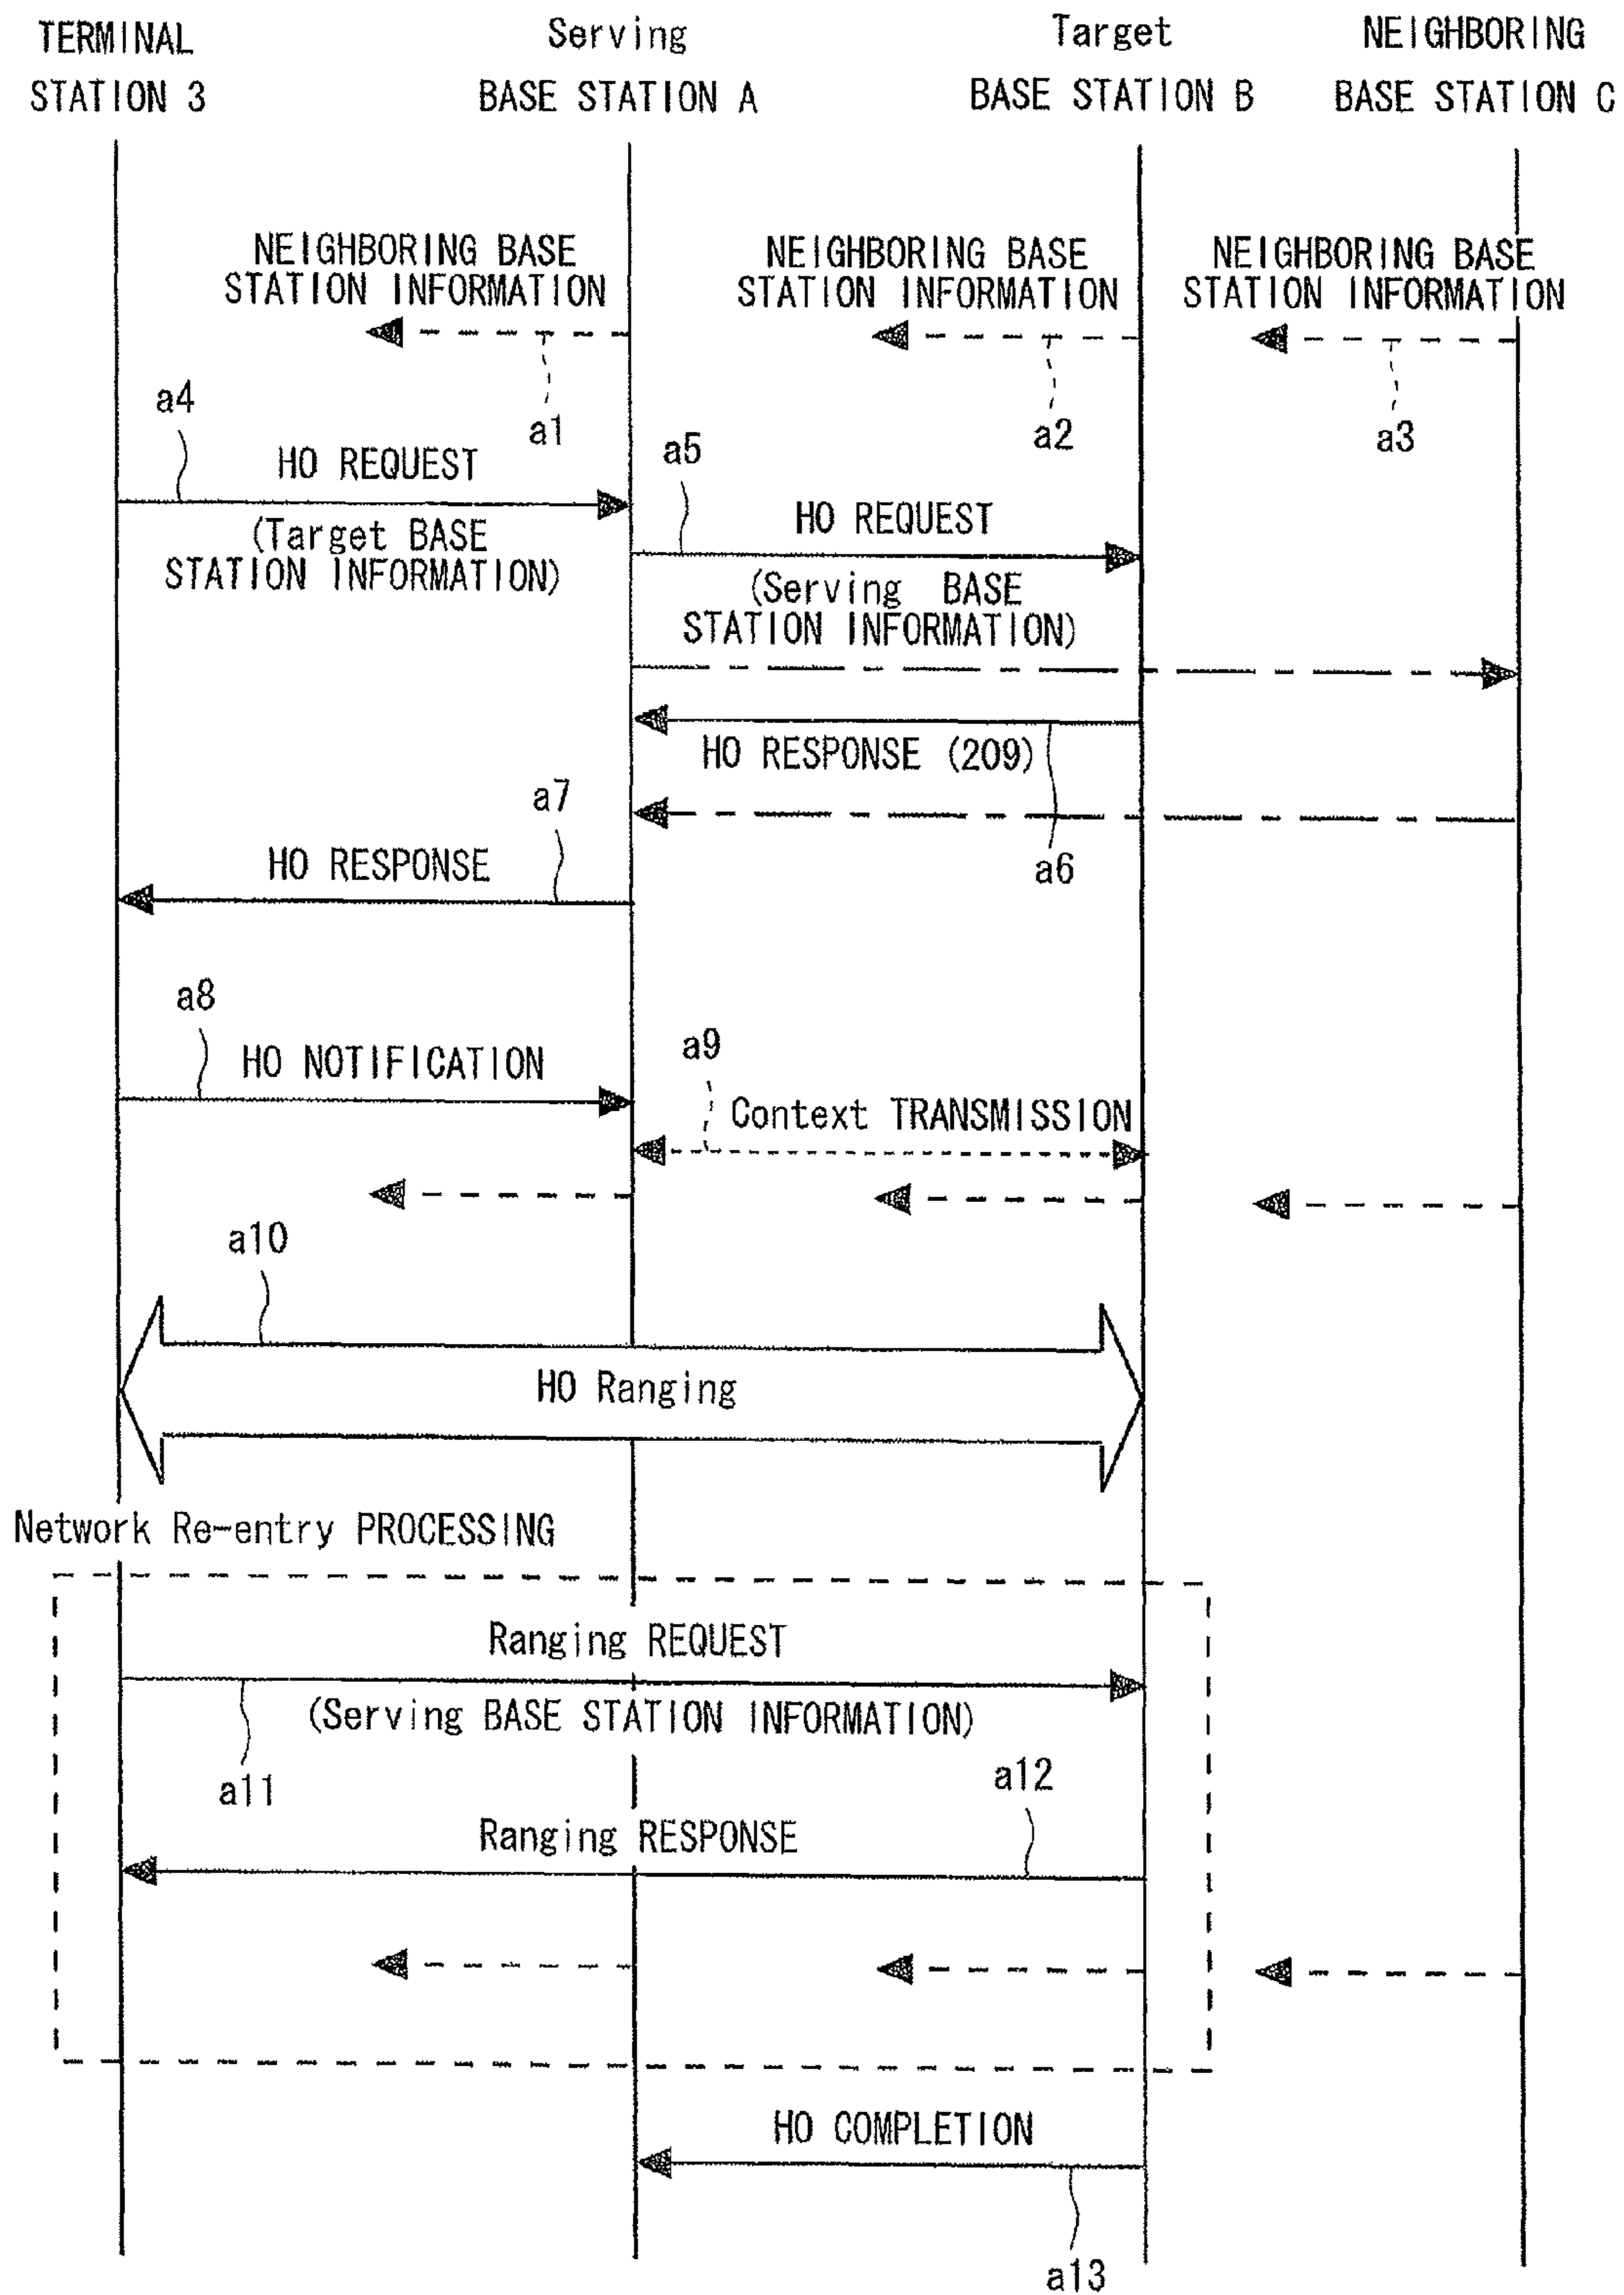 TERMINAL
STATION 3
Serving
BASE STATION A
Target
BASE STATION B
NEIGHBORING
BASE STATION C
NEIGHBORING BASE
STATION INFORMATION
NEIGHBORING BASE
STATION INFORMATION
NEIGHBORING BASE
STATION INFORMATION
a1
a2
a3
a4
HO REQUEST
(Target BASE
STATION INFORMATION)
a5
HO REQUEST
(Serving BASE
STATION INFORMATION)
HO RESPONSE (209)
a6
a7
HO RESPONSE
a8
HO NOTIFICATION
a9
Context TRANSMISSION
a10
HO Ranging
Network Re-entry PROCESSING
Ranging REQUEST
(Serving BASE STATION INFORMATION)
a11
a12
Ranging RESPONSE
HO COMPLETION
a13